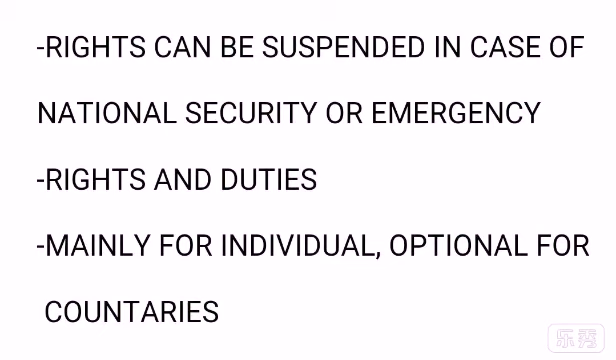 -RIGHTS CAN BE SUSPENDED IN CASE OF
NATIONAL SECURITY OR EMERGENCY
-RIGHTS AND DUTIES
-MAINLY FOR INDIVIDUAL, OPTIONAL FOR
COUNTARIES
乐秀